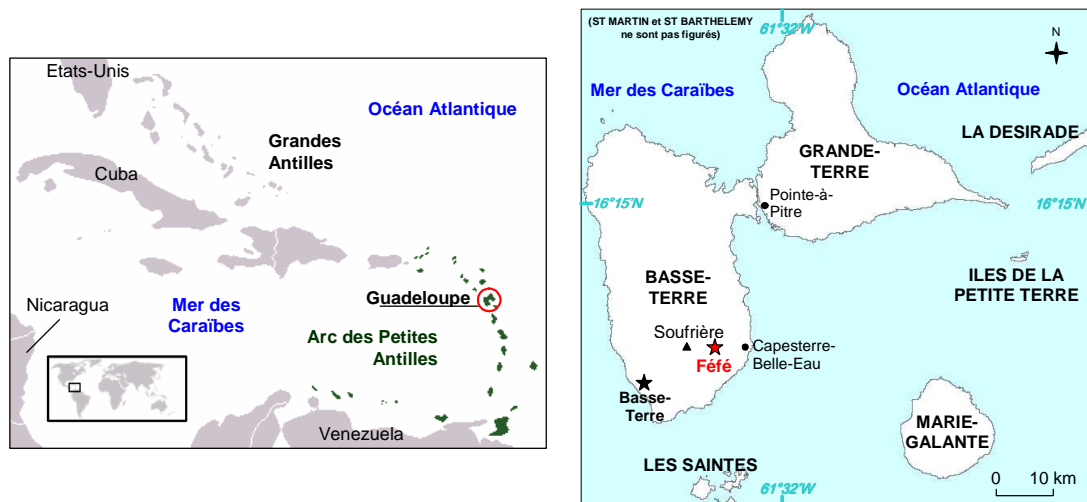 Etats-Unis
Océan Atlantique
Grandes
Antilles
Cuba
Guadeloupe
Nicaragua
Mer des
Caraïbes
Arc des Petites
Antilles
Venezuela
(ST MARTIN et ST BARTHELEMY
ne sont pas figurés)
61°32'W
N
Mer des Caraïbes
Océan Atlantique
LA DESIRADE
GRANDE-
TERRE
Pointe-à-
Pitre
16°15'N
16°15'N
BASSE-
TERRE
ILES DE LA
PETITE TERRE
Soufrière
Féfé
Capesterre-
Belle-Eau
Basse-
Terre
MARIE-
GALANTE
LES SAINTES
0 10 km
61°32'W